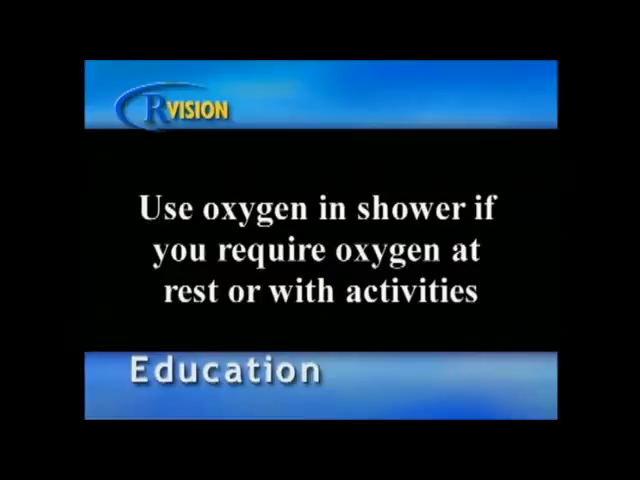 RVISION
Use oxygen in shower if
you require oxygen at
rest or with activities
Education